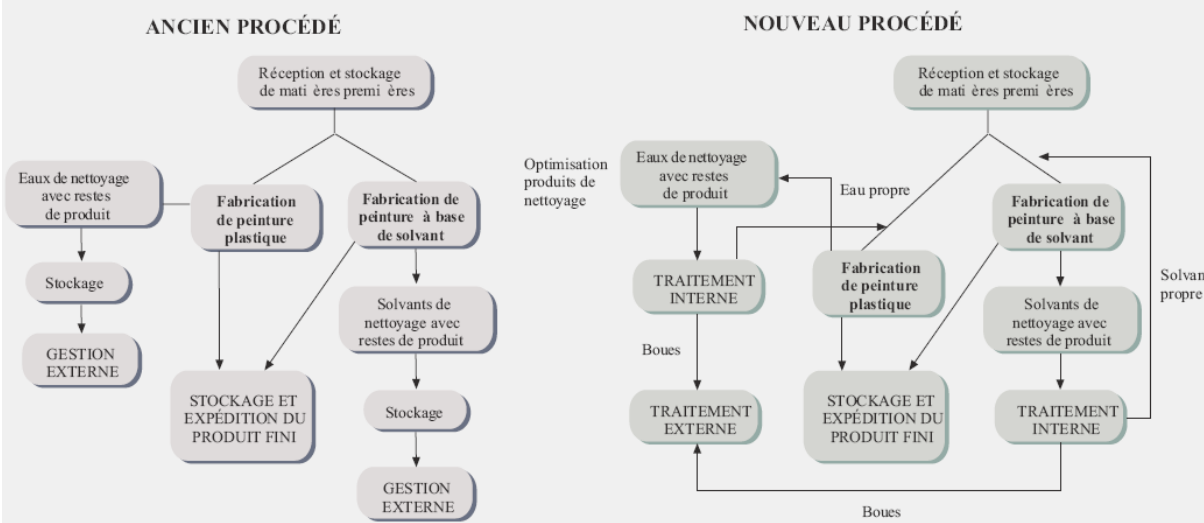 ANCIEN PROCÉDÉ
Réception et stockage
de mati ères premi ères
Eaux de nettoyage
avec restes
de produit
Fabrication
de peinture
plastique
Fabrication de
peinture à base
de solvant
Stockage
Solvants de
nettoyage avec
restes de produit
GESTION
EXTERNE
STOCKAGE ET
EXPÉDITION DU
PRODUIT FINI
Stockage
GESTION
EXTERNE
NOUVEAU PROCÉDÉ
Réception et stockage
de mati ères premi ères
Optimisation
produits de
nettoyage
Eaux de nettoyage
avec restes
de produit
Eau propre
Fabrication de
peinture à base
de solvant
TRAITEMENT
INTERNE
Fabrication
de peinture
plastique
Solvants de
nettoyage avec
restes de produit
Solvan
propre
Boues
TRAITEMENT
EXTERNE
STOCKAGE ET
EXPÉDITION DU
PRODUIT FINI
TRAITEMENT
INTERNE
Boues